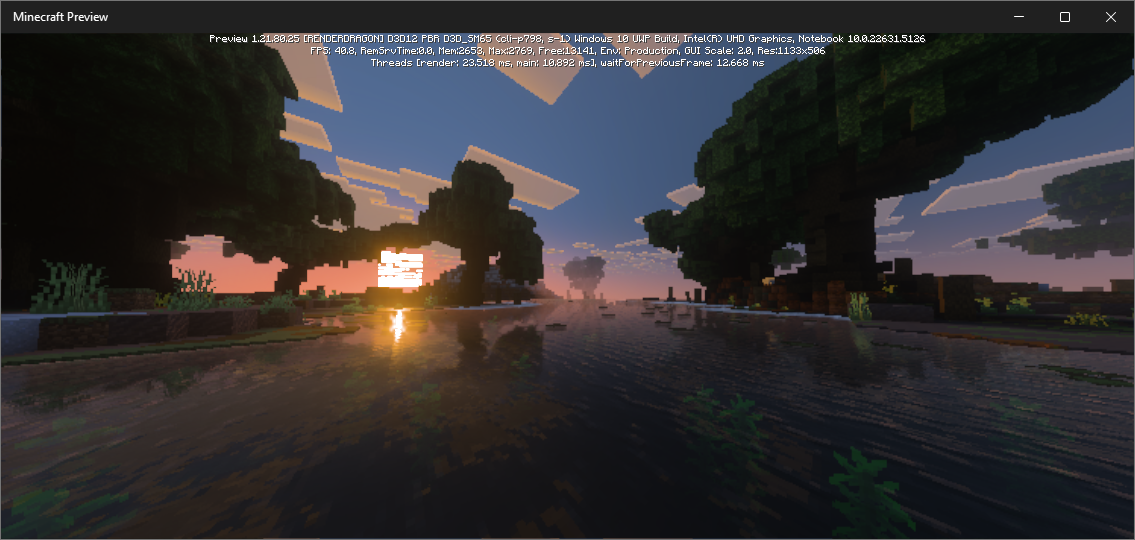 Minecraft Preview
Preview 1.21.80.25 [RENDERDRAGON] D3D12 PBR D3D_SM65 (cli-p798, s-1) Windows 10 UWP Build, Intel(R) UHD Graphics, Notebook 10.0.22631.5126
FPS: 40.8, RemSrvTime:0.0, Mem:2653, Max:2769, Free:13141, Env: Production, GUI Scale: 2.0, Res:1133x506
Threads [render: 23.518 ms, main: 10.892 ms], waitForPreviousFrame: 12.668 ms